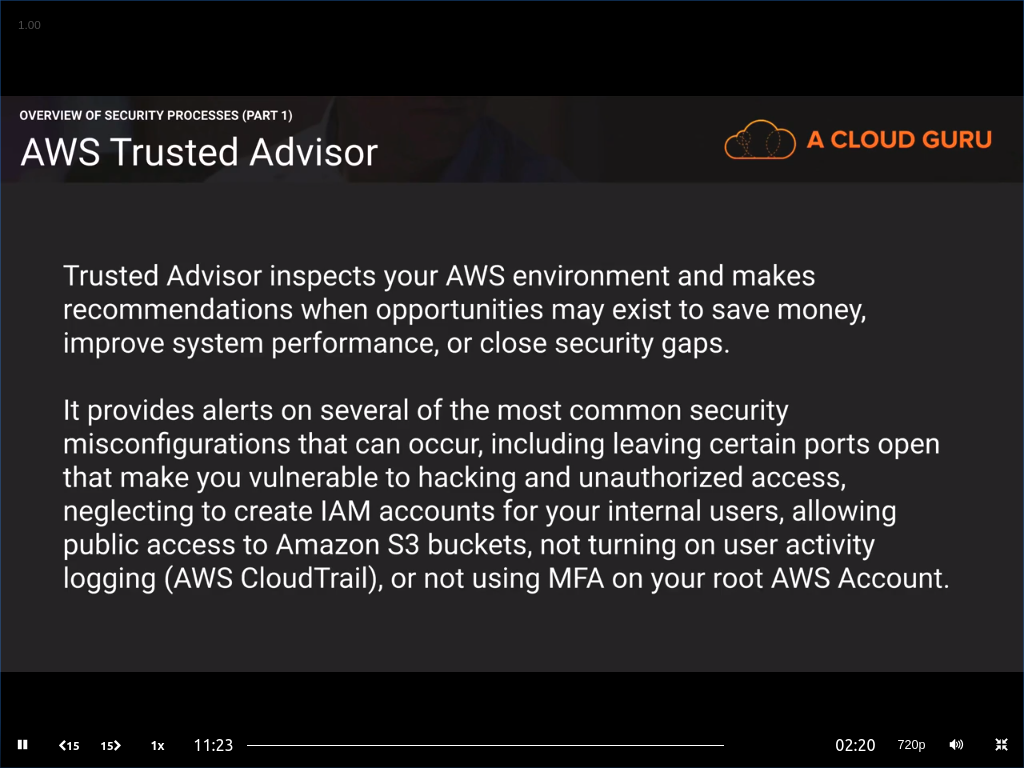 1.00
OVERVIEW OF SECURITY PROCESSES (PART 1)
AWS Trusted Advisor
A CLOUD GURU
Trusted Advisor inspects your AWS environment and makes
recommendations when opportunities may exist to save money,
improve system performance, or close security gaps.
It provides alerts on several of the most common security
misconfigurations that can occur, including leaving certain ports open
that make you vulnerable to hacking and unauthorized access,
neglecting to create IAM accounts for your internal users, allowing
public access to Amazon S3 buckets, not turning on user activity
logging (AWS CloudTrail), or not using MFA on your root AWS Account.
15 15 1x 11:23 02:20 720p